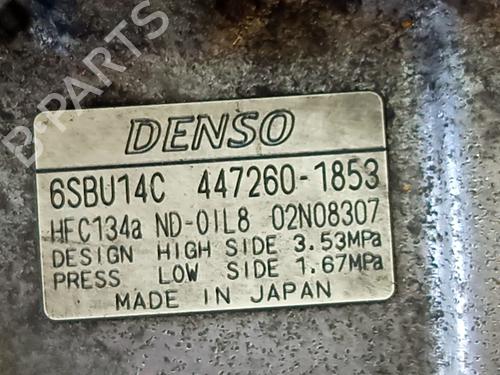 DENSO
6SBU14C 447260-1853
HFC134a ND-OIL8 02N08307
DESIGN HIGH SIDE 3.53MPa
PRESS LOW SIDE 1.67MPa
MADE IN JAPAN
B-PARTS